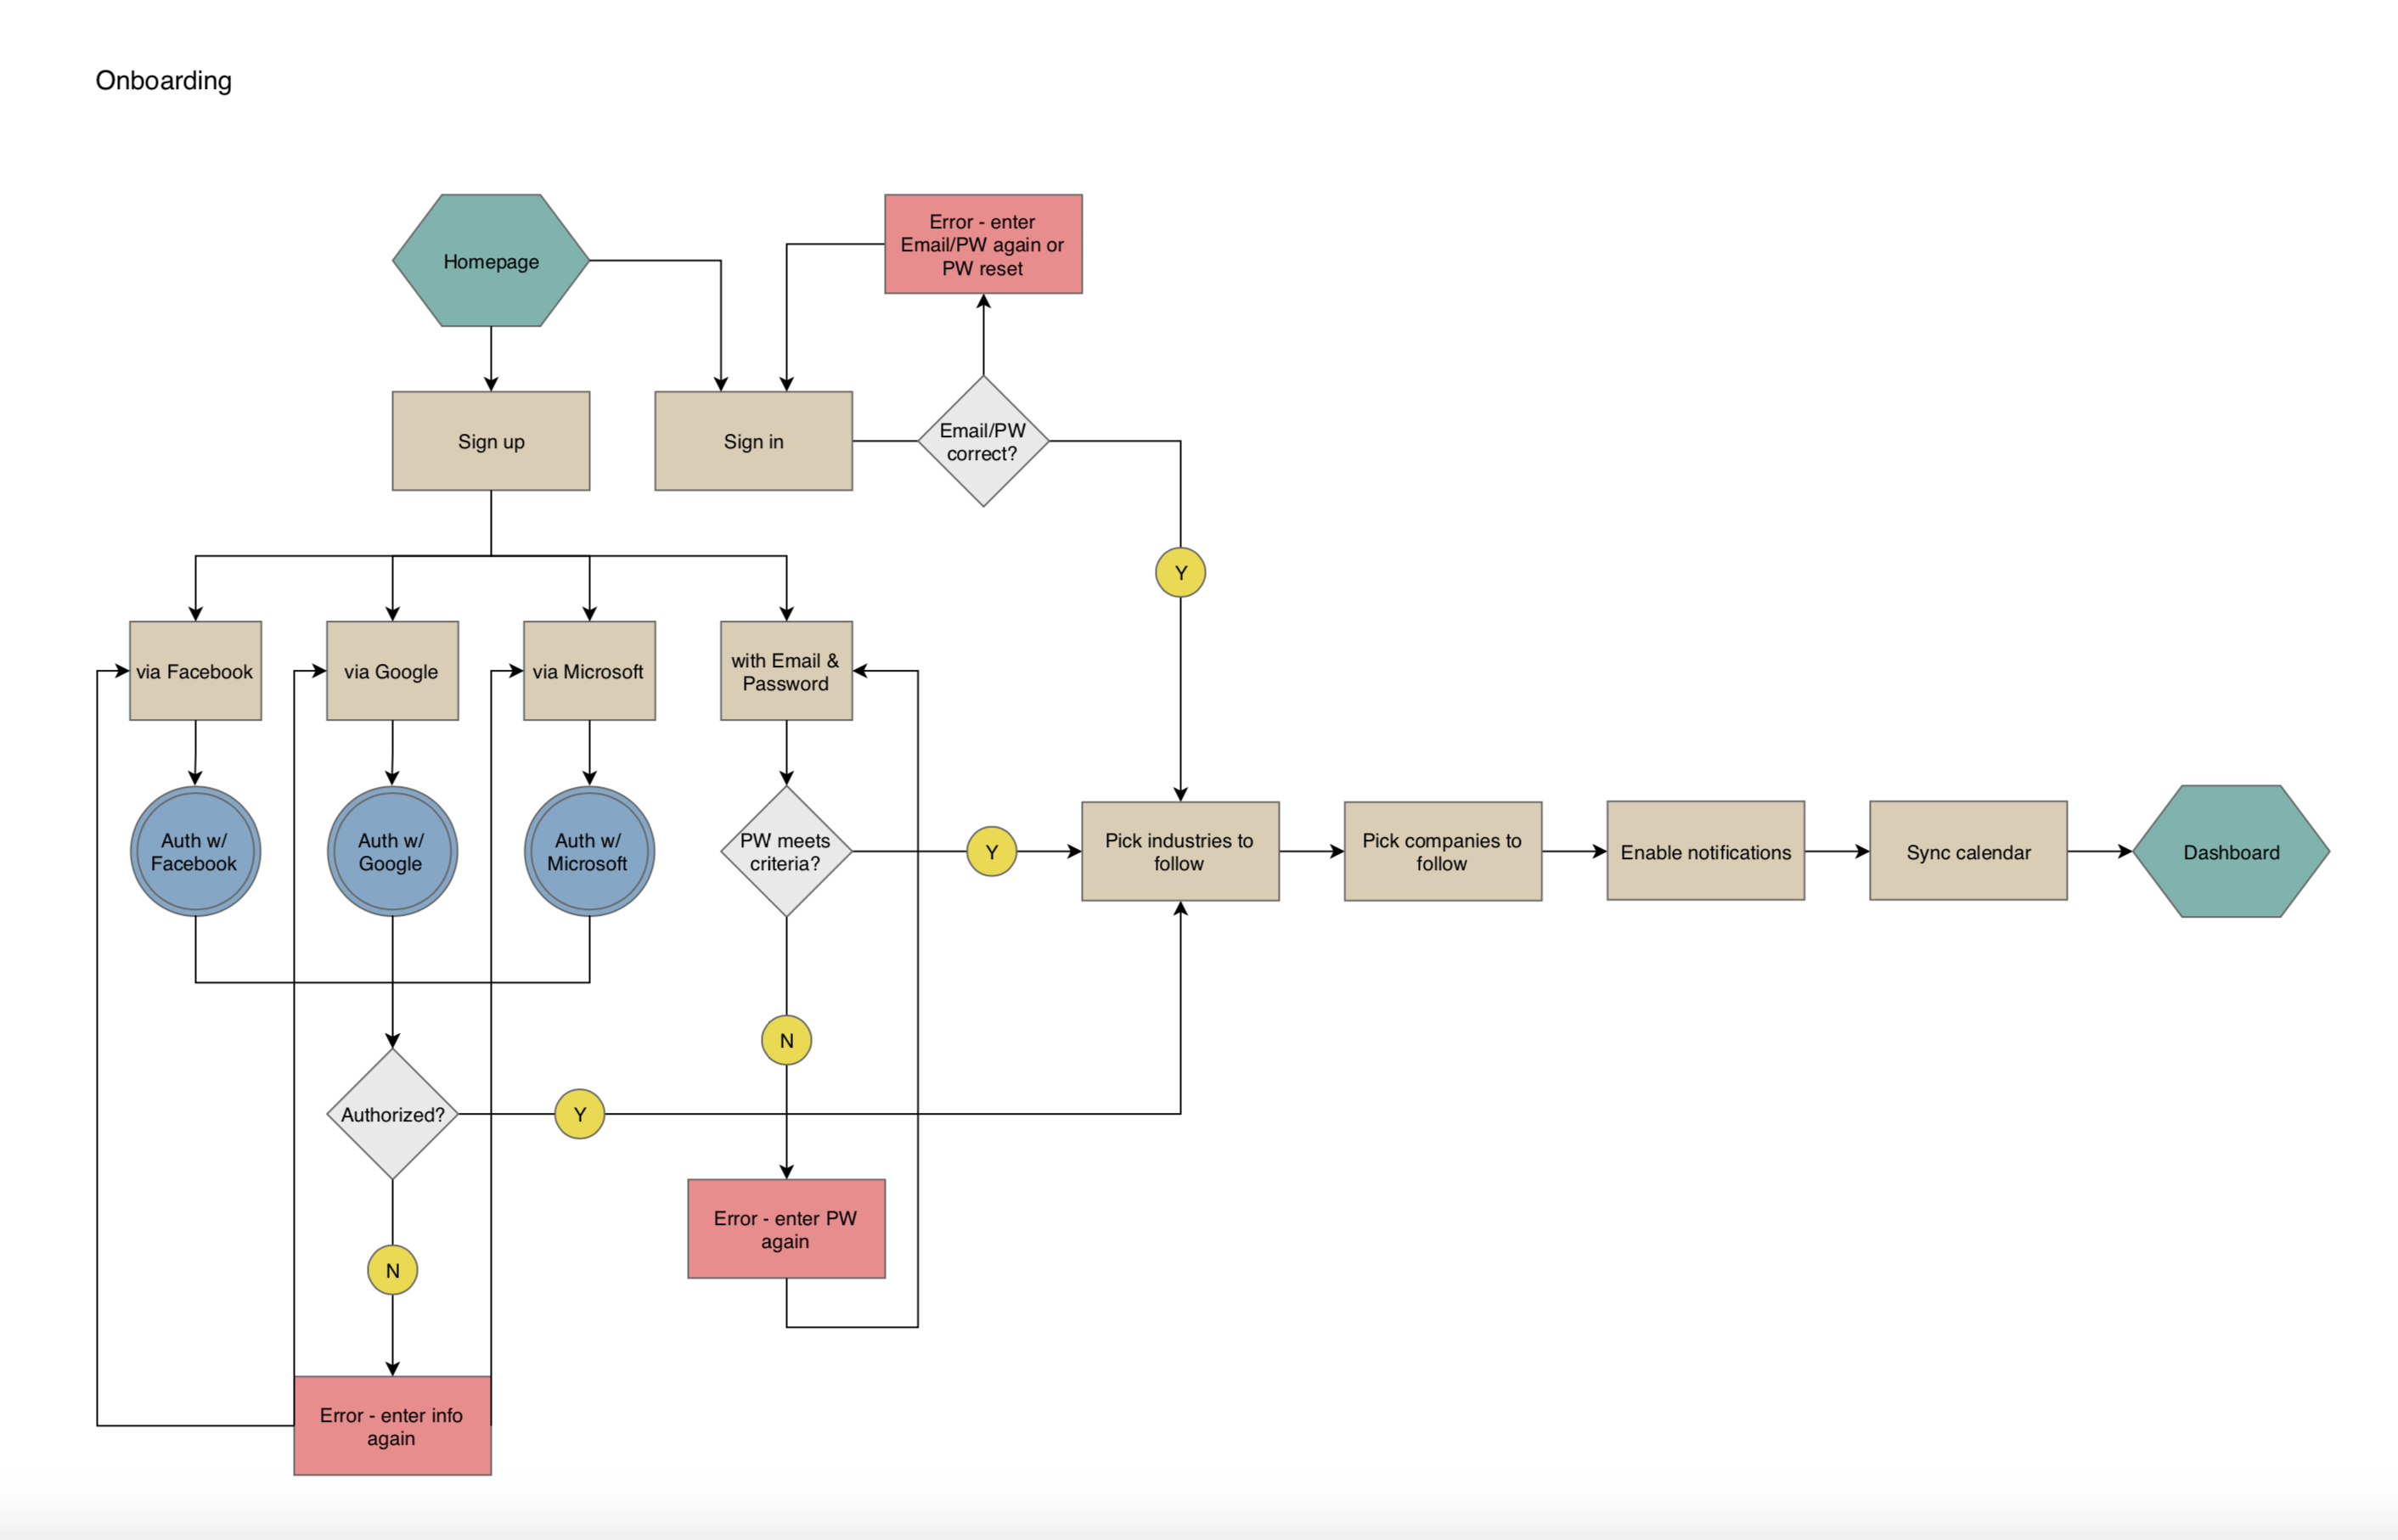 Onboarding
Homepage
Error - enter
Email/PW again or
PW reset
Sign up
Sign in
Email/PW
correct?
Y
via Facebook
via Google
via Microsoft
with Email &
Password
Auth w/
Facebook
Auth w/
Google
Auth w/
Microsoft
PW meets
criteria?
Y
Pick industries to
follow
Pick companies to
follow
Enable notifications
Sync calendar
Dashboard
N
Authorized?
Y
Error - enter PW
again
N
Error - enter info
again